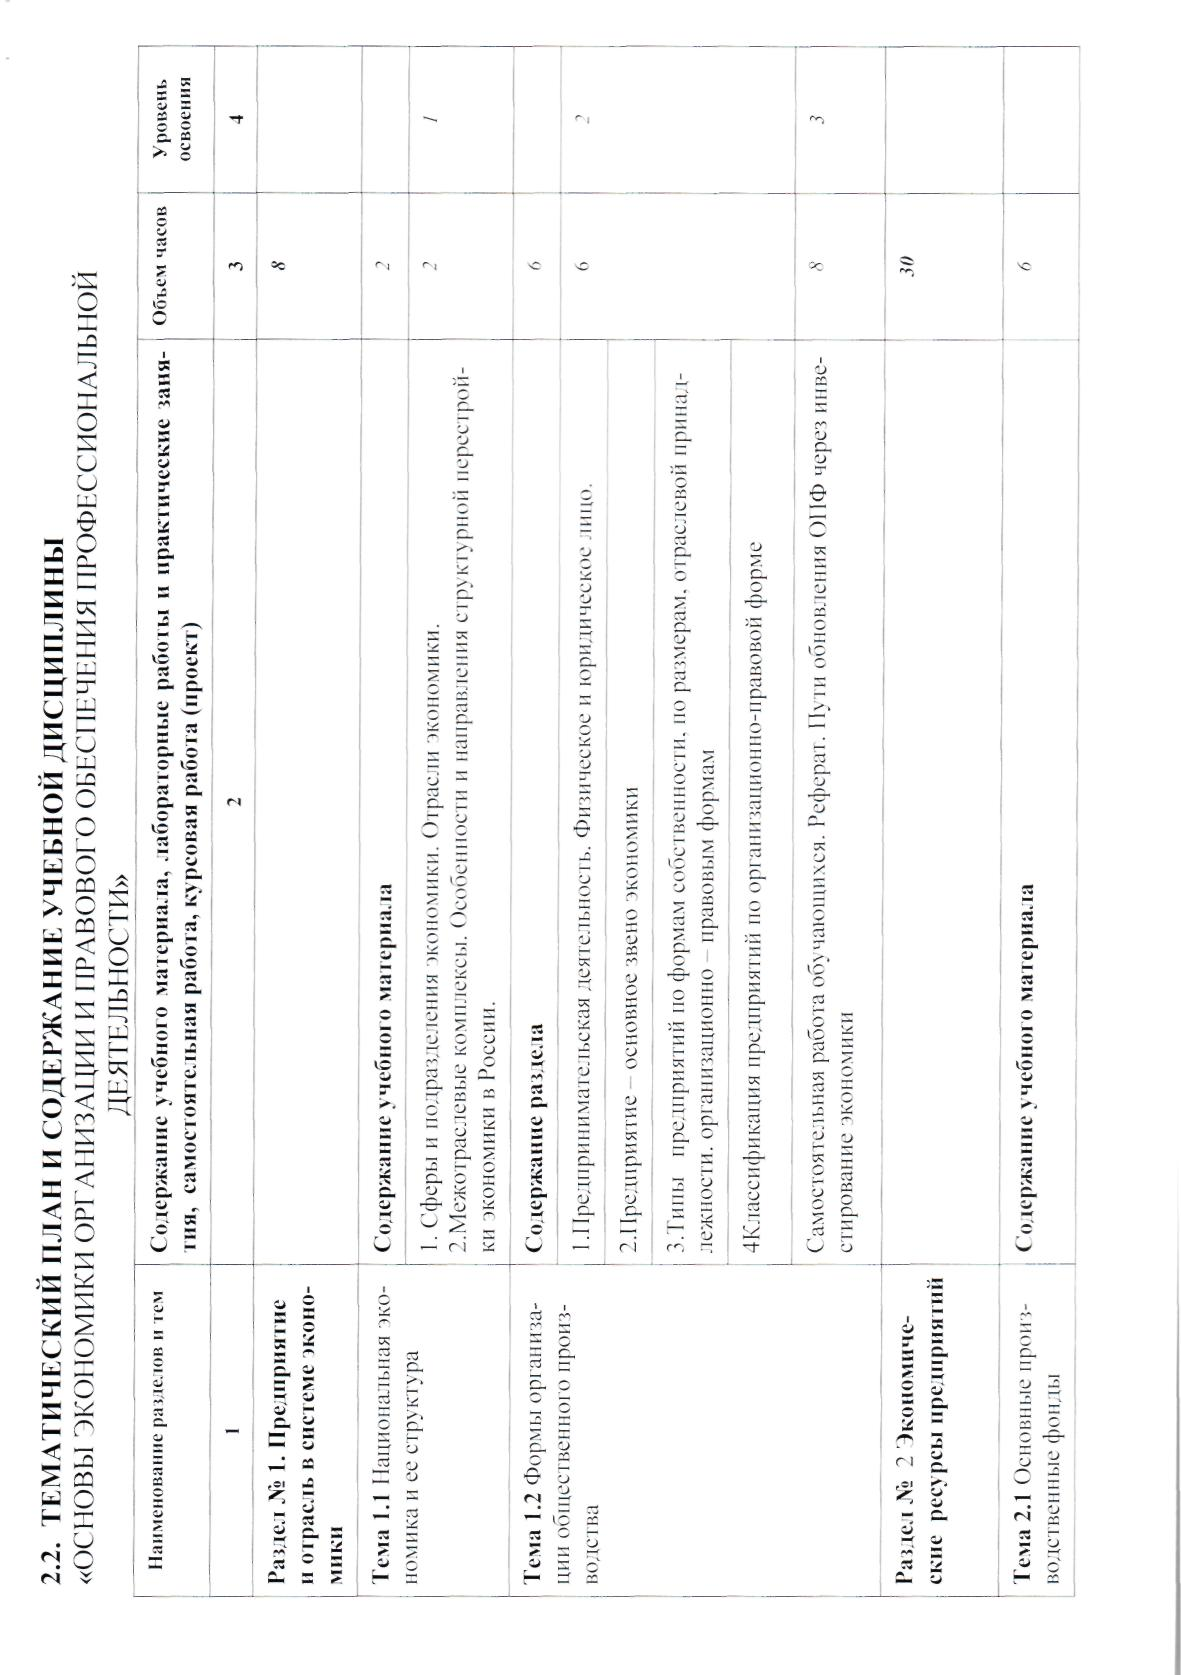 2.2. ТЕМАТИЧЕСКИЙ ПЛАН И СОДЕРЖАНИЕ УЧЕБНОЙ ДИСЦИПЛИНЫ
«ОСНОВЫ ЭКОНОМИКИ ОРГАНИЗАЦИИ И ПРАВОВОГО ОБЕСПЕЧЕНИЯ ПРОФЕССИОНАЛЬНОЙ
ДЕЯТЕЛЬНОСТИ»
Наименование разделов и тем
Содержание учебного материала, лабораторные работы и практические заня-
тия, самостоятельная работа, курсовая работа (проект)
Объем часов
Уровень
освоения
1
2
3
4
Раздел № 1. Предприятие
и отрасль в системе эконо-
мики
8
Тема 1.1 Национальная эко-
номика и ее структура
Содержание учебного материала
2
1. Сферы и подразделения экономики. Отрасли экономики.
2.Межотраслевые комплексы. Особенности и направления структурной перестрой-
ки экономики в России.
2
1
Тема 1.2 Формы организа-
ции общественного произ-
водства
Содержание раздела
6
1.Предпринимательская деятельность. Физическое и юридическое лицо.
6
2
2.Предприятие – основное звено экономики
3.Типы предприятий по формам собственности, по размерам, отраслевой принад-
лежности. организационно – правовым формам
4Классификация предприятий по организационно-правовой форме
Самостоятельная работа обучающихся. Реферат. Пути обновления ОПФ через инве-
стирование экономики
8
3
Раздел № 2 Экономиче-
ские ресурсы предприятий
30
Тема 2.1 Основные произ-
водственные фонды
Содержание учебного материала
6